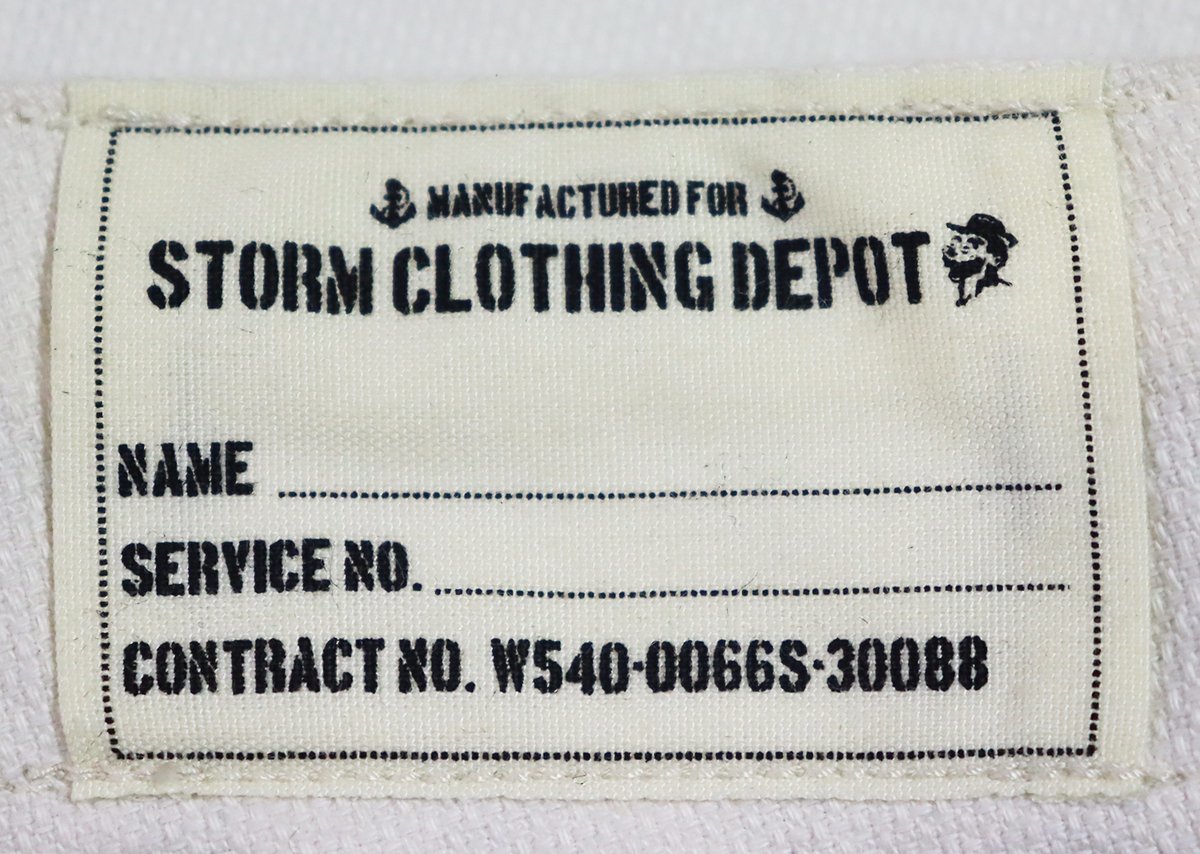 MANUFACTURED FOR
STORM CLOTHING DEPOT
NAME
SERVICE NO.
CONTRACT NO. W540-0066S-30088